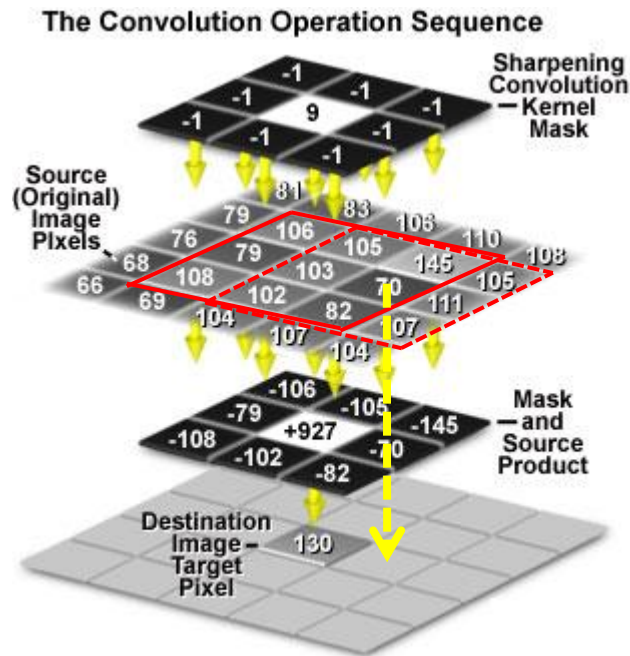 The Convolution Operation Sequence
-1
-1 -1
-1 9 -1
-1 -1
-1
Sharpening
Convolution
Kernel
Mask
Source
(Original)
Image
Pixels
81
79 83
76 106 106
68 79 105 110
66 108 103 145 108
69 102 70 105
104 82 111
107 07
104
-106
-79 -105
-108 +927 -145
-102 -70
-82
Mask
and
Source
Product
Destination
Image
Target
Pixel
130